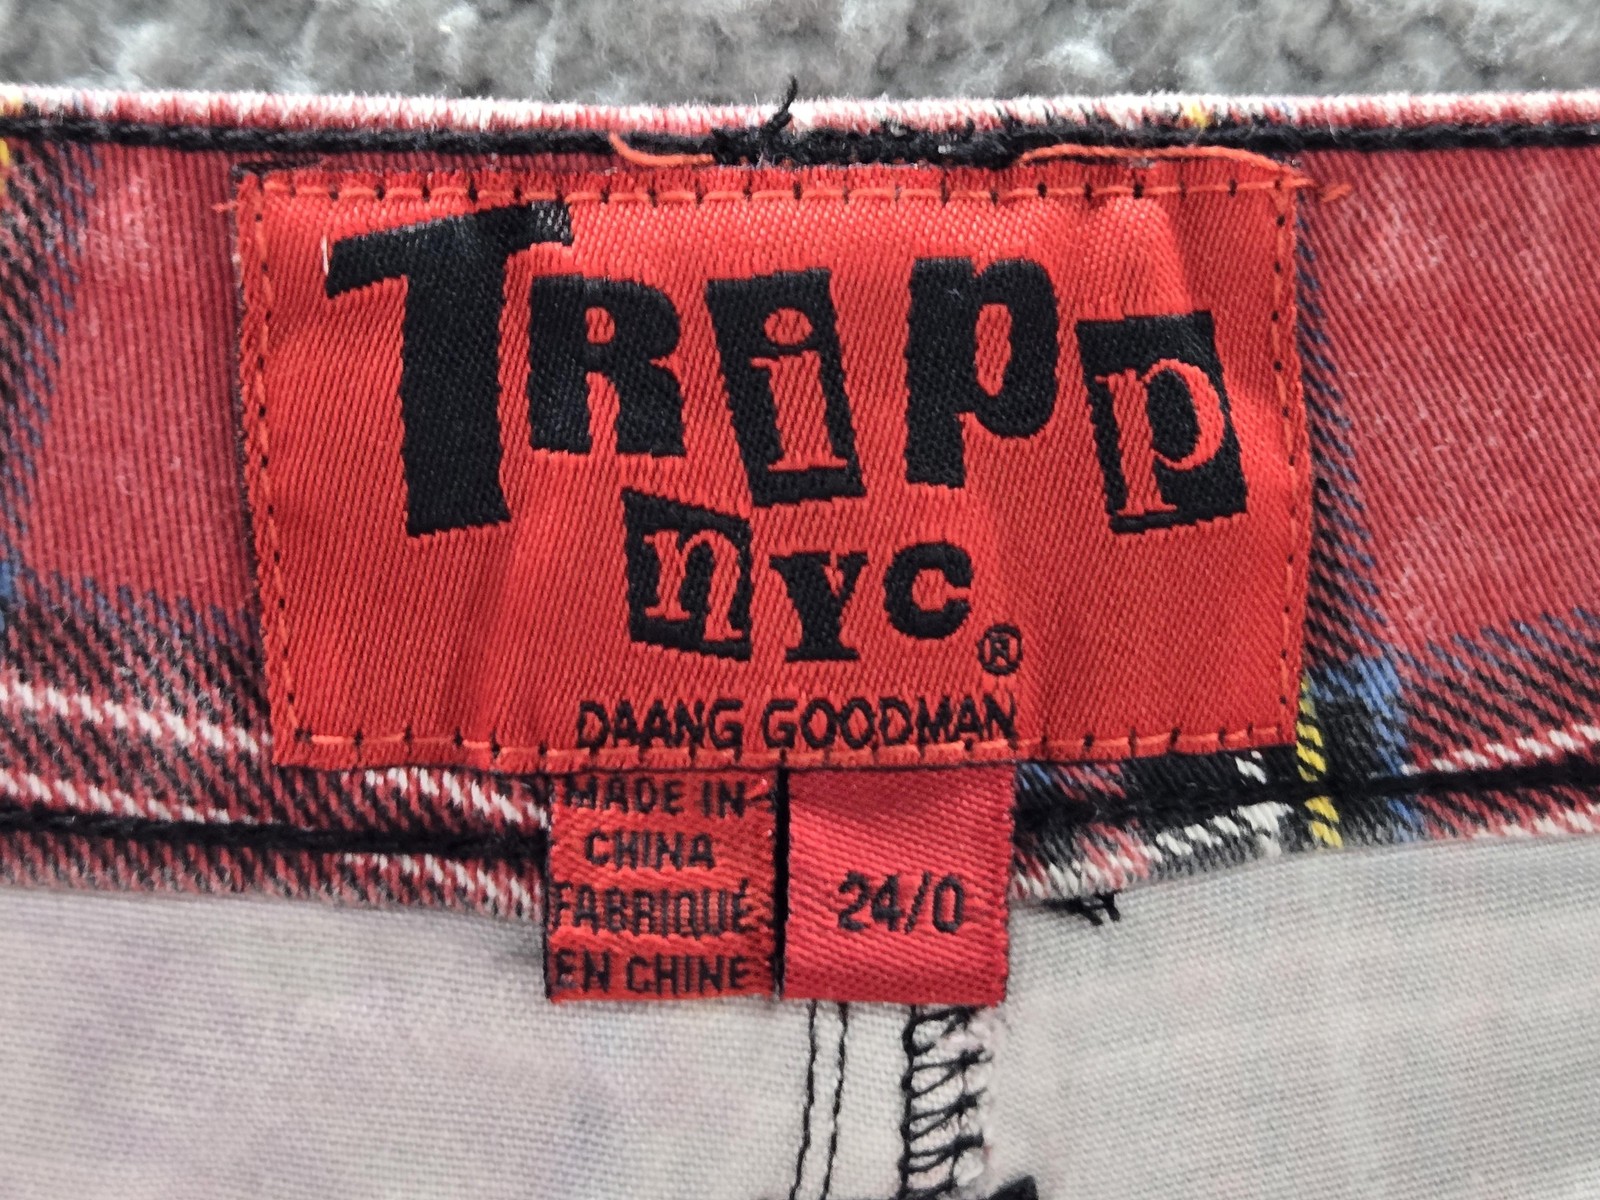 TRipp
nYC®
DAANG GOODMAN
MADE IN
CHINA
FABRIQUÉ
EN CHINE
24/0